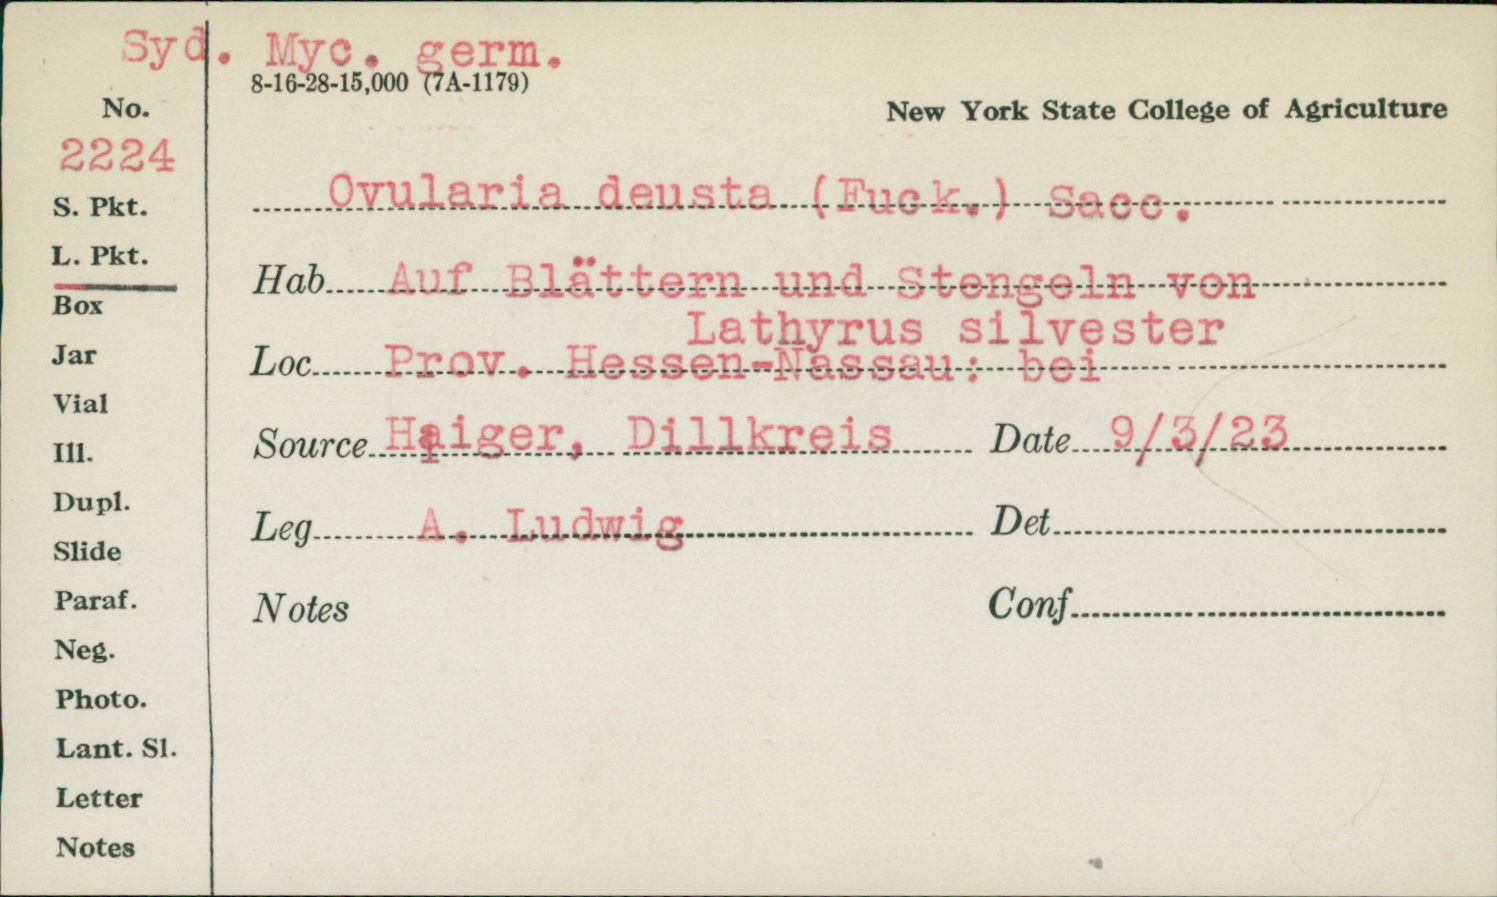 Syd. Myc. germ.
8-16-28-15,000 (7A-1179)
No.
New York State College of Agriculture
2224
Ovularia deusta (Fuck.) Sacc.
S. Pkt.
L. Pkt.
Hab Auf Blättern und Stengeln von
Box
Lathyrus silvester
Jar
Loc Prov. Hessen-Nassau: bei
Vial
Source Haiger, Dillkreis Date 9/3/23
Ill.
Dupl.
Leg A. Ludwig Det
Slide
Paraf.
Notes Conf
Neg.
Photo.
Lant. Sl.
Letter
Notes